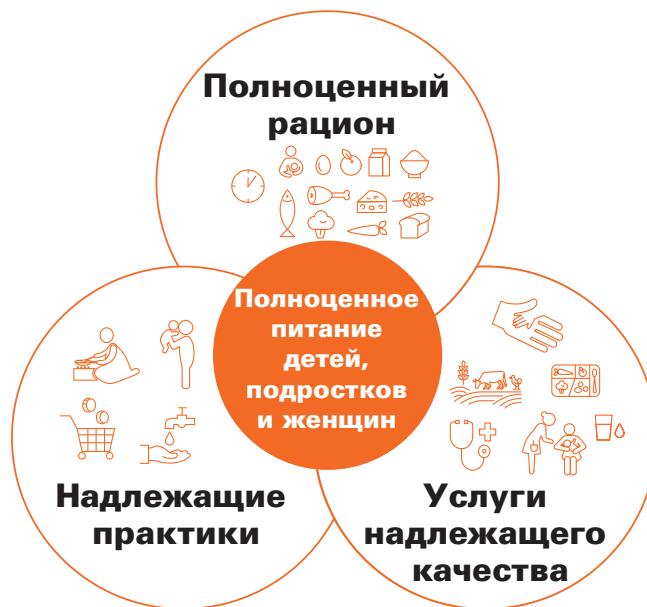 Полноценный
рацион
Полноценное
питание
детей,
подростков
и женщин
Надлежащие
практики
Услуги
надлежащего
качества